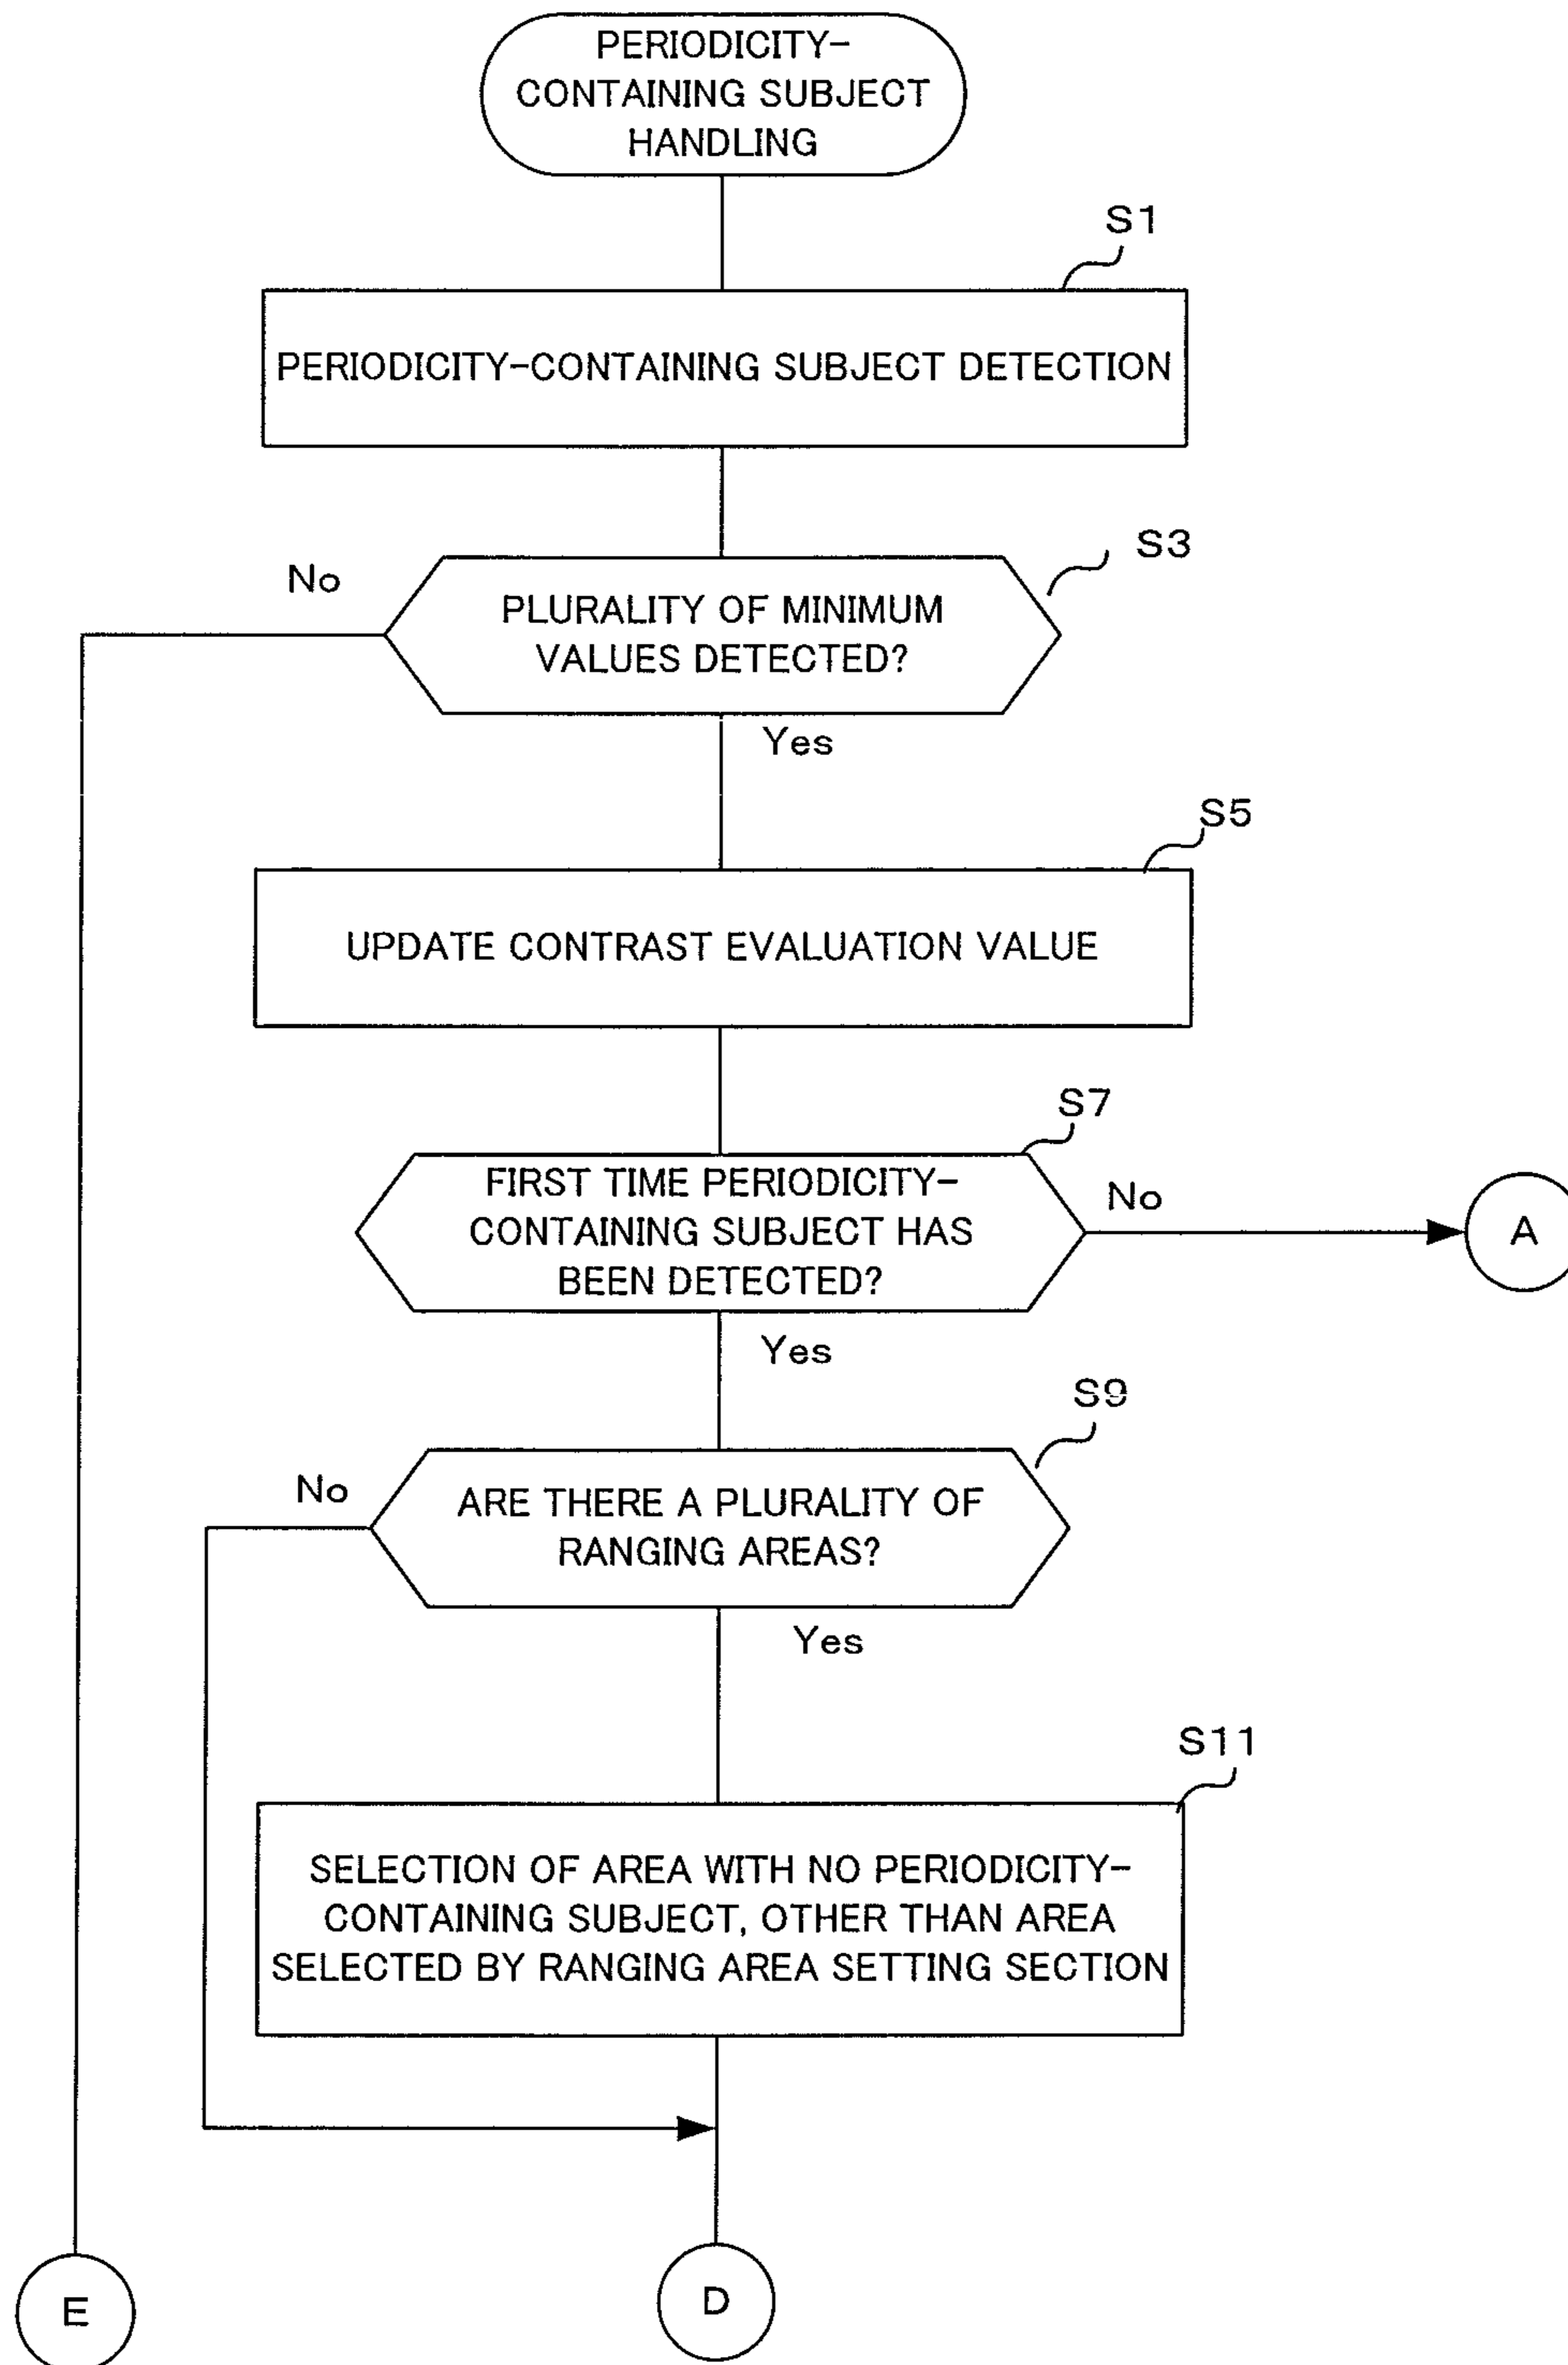 PERIODICITY-
CONTAINING SUBJECT
HANDLING
S1
PERIODICITY-CONTAINING SUBJECT DETECTION
S3
No
PLURALITY OF MINIMUM
VALUES DETECTED?
Yes
S5
UPDATE CONTRAST EVALUATION VALUE
S7
FIRST TIME PERIODICITY-
CONTAINING SUBJECT HAS
BEEN DETECTED?
No
A
Yes
S9
No
ARE THERE A PLURALITY OF
RANGING AREAS?
Yes
S11
SELECTION OF AREA WITH NO PERIODICITY-
CONTAINING SUBJECT, OTHER THAN AREA
SELECTED BY RANGING AREA SETTING SECTION
E
D